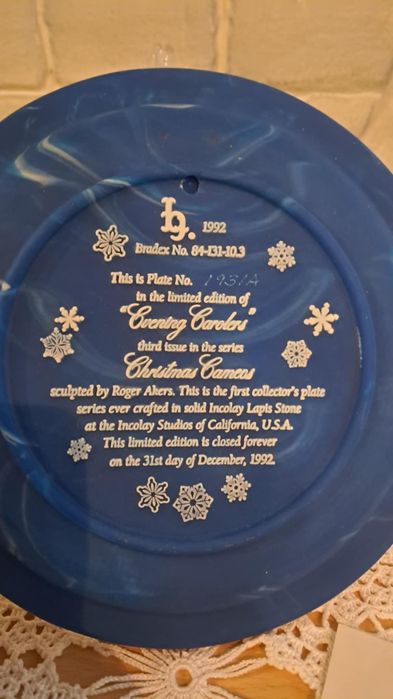 1992
Bradex No. 84-131-10.3
This is Plate No. 1931A
in the limited edition of
"Evening Carolers"
third issue in the series
Christmas Cameos
sculpted by Roger Akers. This is the first collector's plate
series ever crafted in solid Incolay Lapis Stone
at the Incolay Studios of California, U.S.A.
This limited edition is closed forever
on the 31st day of December, 1992.